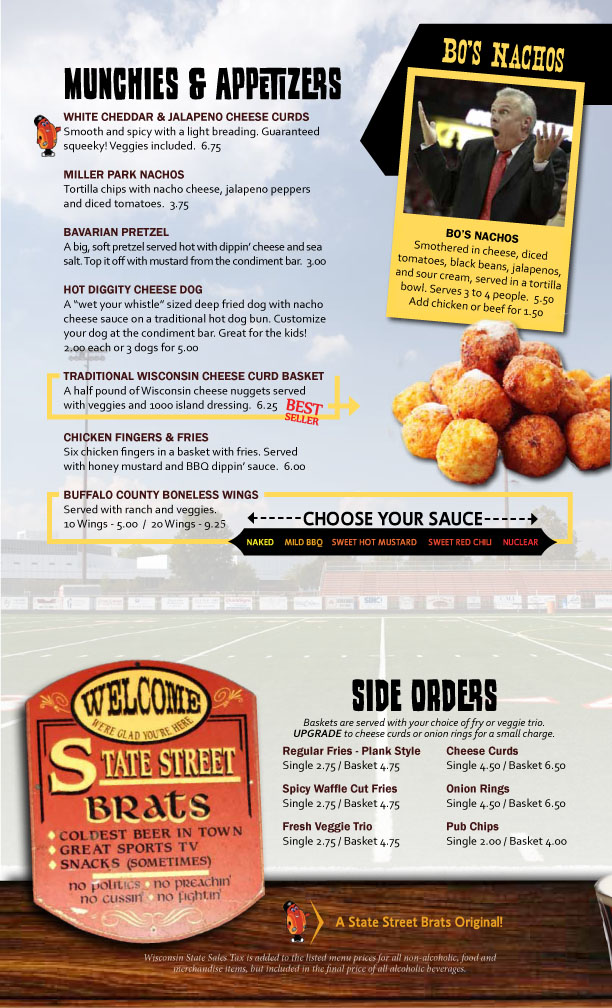 MUNCHIES & APPETIZERS
WHITE CHEDDAR & JALAPENO CHEESE CURDS
Smooth and spicy with a light breading. Guaranteed
squeeky! Veggies included. 6.75
MILLER PARK NACHOS
Tortilla chips with nacho cheese, jalapeno peppers
and diced tomatoes. 3.75
BAVARIAN PRETZEL
A big, soft pretzel served hot with dippin' cheese and sea
salt. Top it off with mustard from the condiment bar. 3.00
HOT DIGGITY CHEESE DOG
A "wet your whistle" sized deep fried dog with nacho
cheese sauce on a traditional hot dog bun. Customize
your dog at the condiment bar. Great for the kids!
2.00 each or 3 dogs for 5.00
TRADITIONAL WISCONSIN CHEESE CURD BASKET
A half pound of Wisconsin cheese nuggets served
with veggies and 1000 island dressing. 6.25
BEST
SELLER
CHICKEN FINGERS & FRIES
Six chicken fingers in a basket with fries. Served
with honey mustard and BBQ dippin' sauce. 6.00
BUFFALO COUNTY BONELESS WINGS
Served with ranch and veggies.
10 Wings - 5.00 / 20 Wings - 9.25
CHOOSE YOUR SAUCE
NAKED MILD BBQ SWEET HOT MUSTARD SWEET RED CHILI NUCLEAR
BO'S NACHOS
BO'S NACHOS
Smothered in cheese, diced
tomatoes, black beans, jalapenos,
and sour cream, served in a tortilla
bowl. Serves 3 to 4 people. 5.50
Add chicken or beef for 1.50
SIDE ORDERS
Baskets are served with your choice of fry or veggie trio.
UPGRADE to cheese curds or onion rings for a small charge.
Regular Fries - Plank Style
Single 2.75 / Basket 4.75
Spicy Waffle Cut Fries
Single 2.75 / Basket 4.75
Fresh Veggie Trio
Single 2.75 / Basket 4.75
Cheese Curds
Single 4.50 / Basket 6.50
Onion Rings
Single 4.50 / Basket 6.50
Pub Chips
Single 2.00 / Basket 4.00
WELCOME
WE'RE GLAD YOU'RE HERE
STATE STREET
BRATS
COLDEST BEER IN TOWN
GREAT SPORTS TV
SNACKS (SOMETIMES)
no politics • no preachin'
no cussin' • no fightin'
A State Street Brats Original!
Wisconsin State Sales Tax is added to the listed menu prices for all non-alcoholic, food and
merchandise items, but included in the final price of all alcoholic beverages.